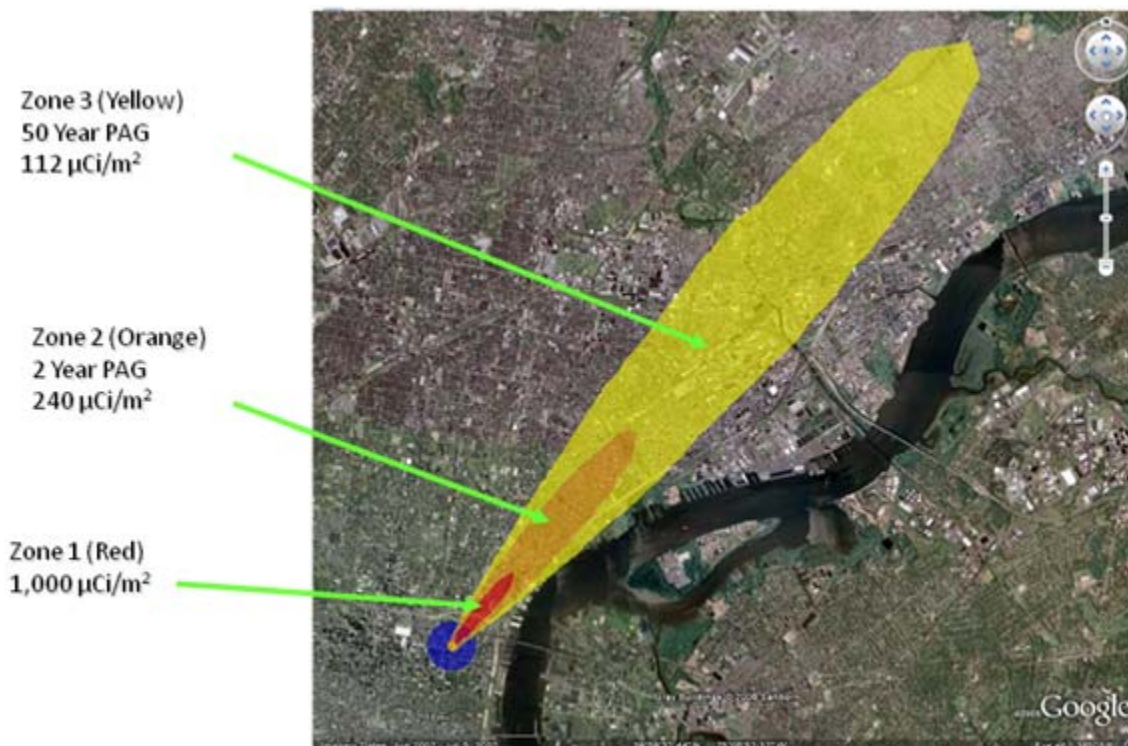 Zone 3 (Yellow)
50 Year PAG
112 µCi/m²
Zone 2 (Orange)
2 Year PAG
240 µCi/m²
Zone 1 (Red)
1,000 µCi/m²
Google